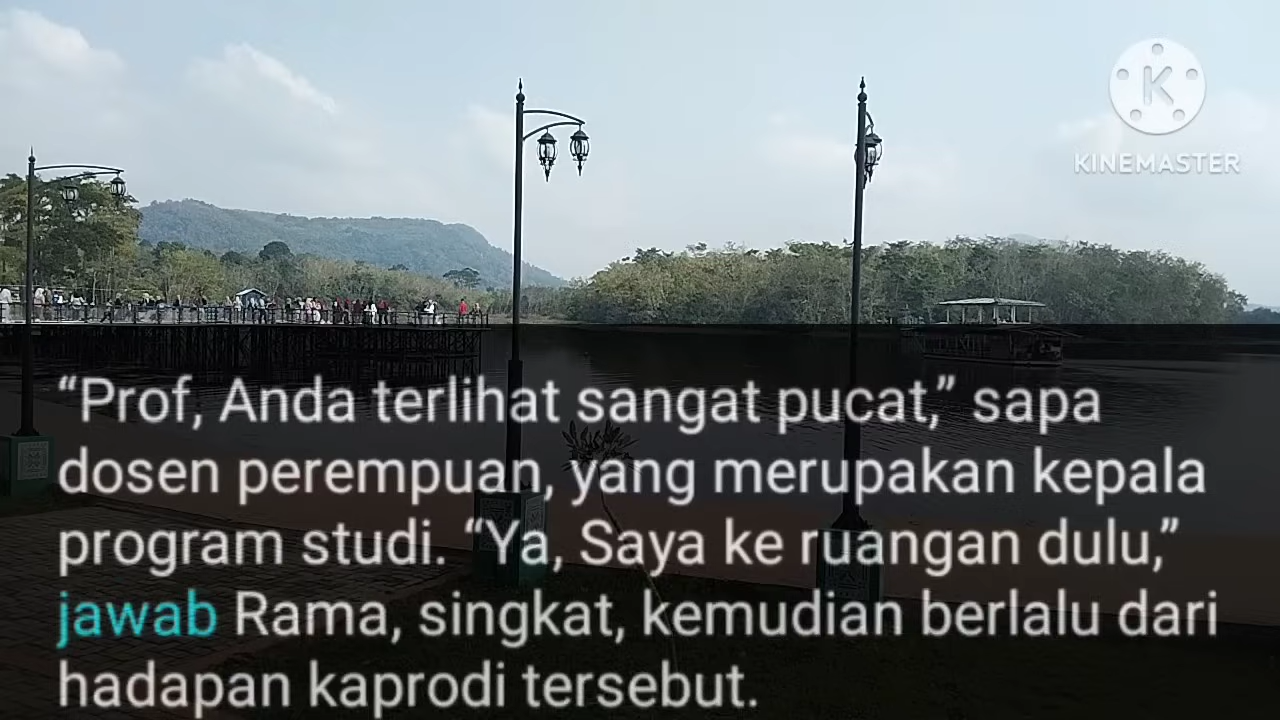 KINEMASTER
“Prof, Anda terlihat sangat pucat,” sapa
dosen perempuan, yang merupakan kepala
program studi. “Ya, Saya ke ruangan dulu,”
jawab Rama, singkat, kemudian berlalu dari
hadapan kaprodi tersebut.